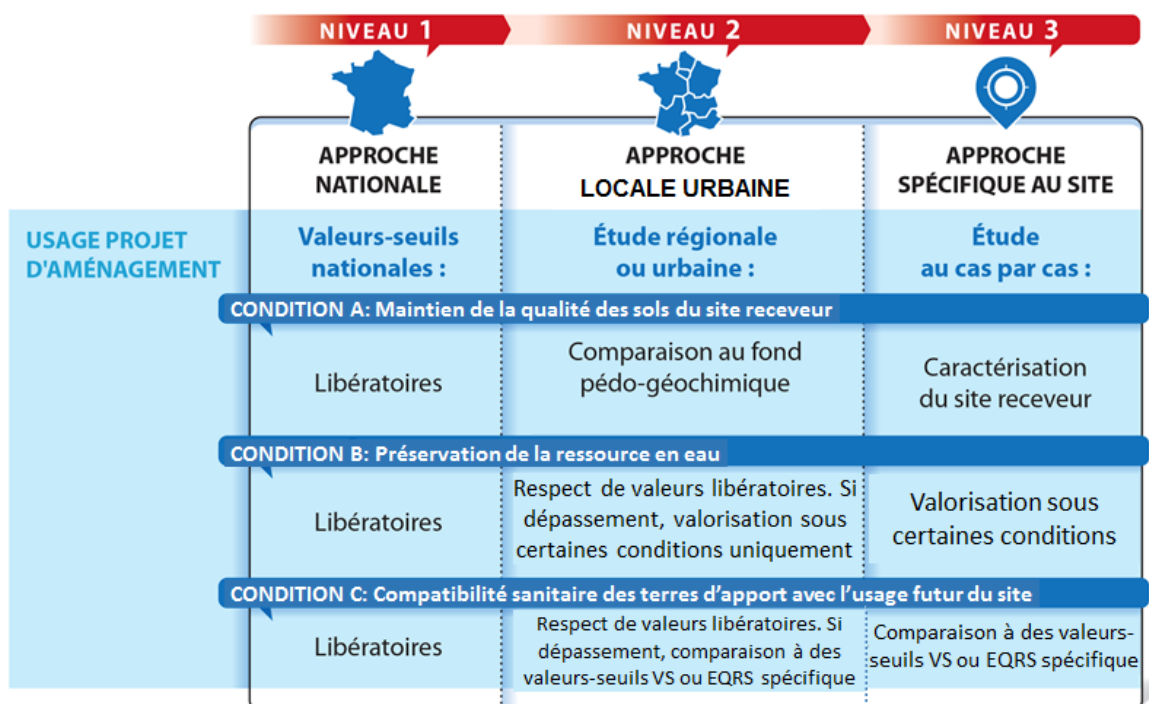 NIVEAU 1
NIVEAU 2
NIVEAU 3
APPROCHE
NATIONALE
APPROCHE
LOCALE URBAINE
APPROCHE
SPÉCIFIQUE AU SITE
USAGE PROJET
D'AMÉNAGEMENT
Valeurs-seuils
nationales :
Étude régionale
ou urbaine :
Étude
au cas par cas :
CONDITION A: Maintien de la qualité des sols du site receveur
Libératoires
Comparaison au fond
pédo-géochimique
Caractérisation
du site receveur
CONDITION B: Préservation de la ressource en eau
Libératoires
Respect de valeurs libératoires. Si
dépassement, valorisation sous
certaines conditions uniquement
Valorisation sous
certaines conditions
CONDITION C: Compatibilité sanitaire des terres d'apport avec l'usage futur du site
Libératoires
Respect de valeurs libératoires. Si
dépassement, comparaison à des
valeurs-seuils VS ou EQRS spécifique
Comparaison à des valeurs-
seuils VS ou EQRS spécifique